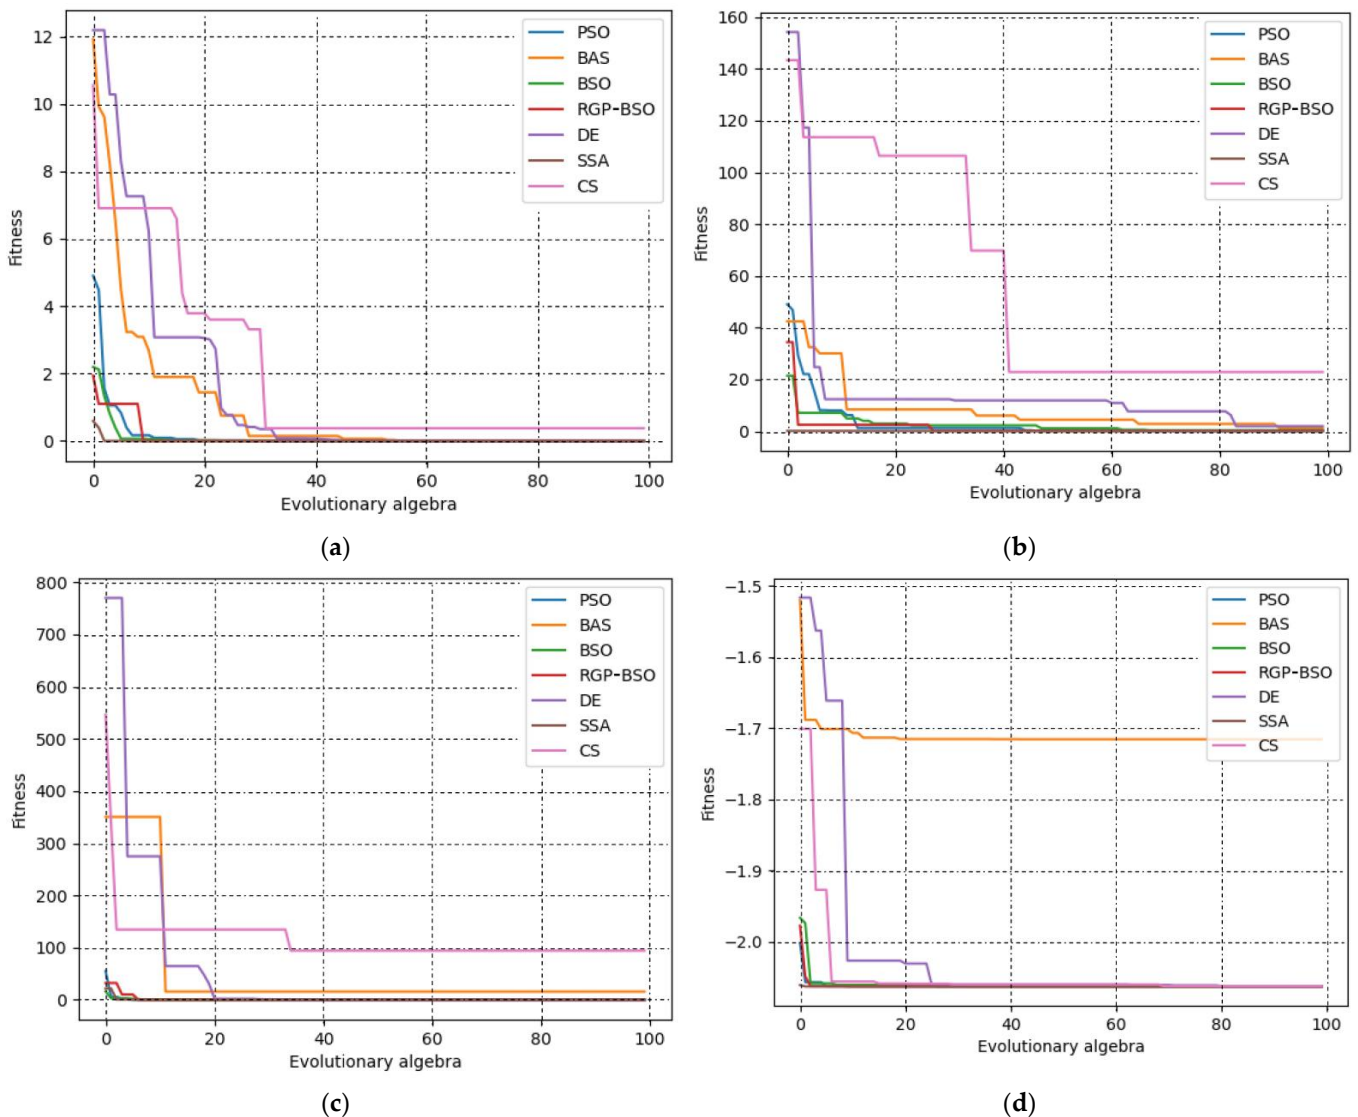 12
10
8
6
4
2
0
Fitness
0 20 40 60 80 100
Evolutionary algebra
PSO
BAS
BSO
RGP-BSO
DE
SSA
CS
(a)
160
140
120
100
80
60
40
20
0
Fitness
0 20 40 60 80 100
Evolutionary algebra
PSO
BAS
BSO
RGP-BSO
DE
SSA
CS
(b)
800
700
600
500
400
300
200
100
0
Fitness
0 20 40 60 80 100
Evolutionary algebra
PSO
BAS
BSO
RGP-BSO
DE
SSA
CS
(c)
−1.5
−1.6
−1.7
−1.8
−1.9
−2.0
Fitness
0 20 40 60 80 100
Evolutionary algebra
PSO
BAS
BSO
RGP-BSO
DE
SSA
CS
(d)